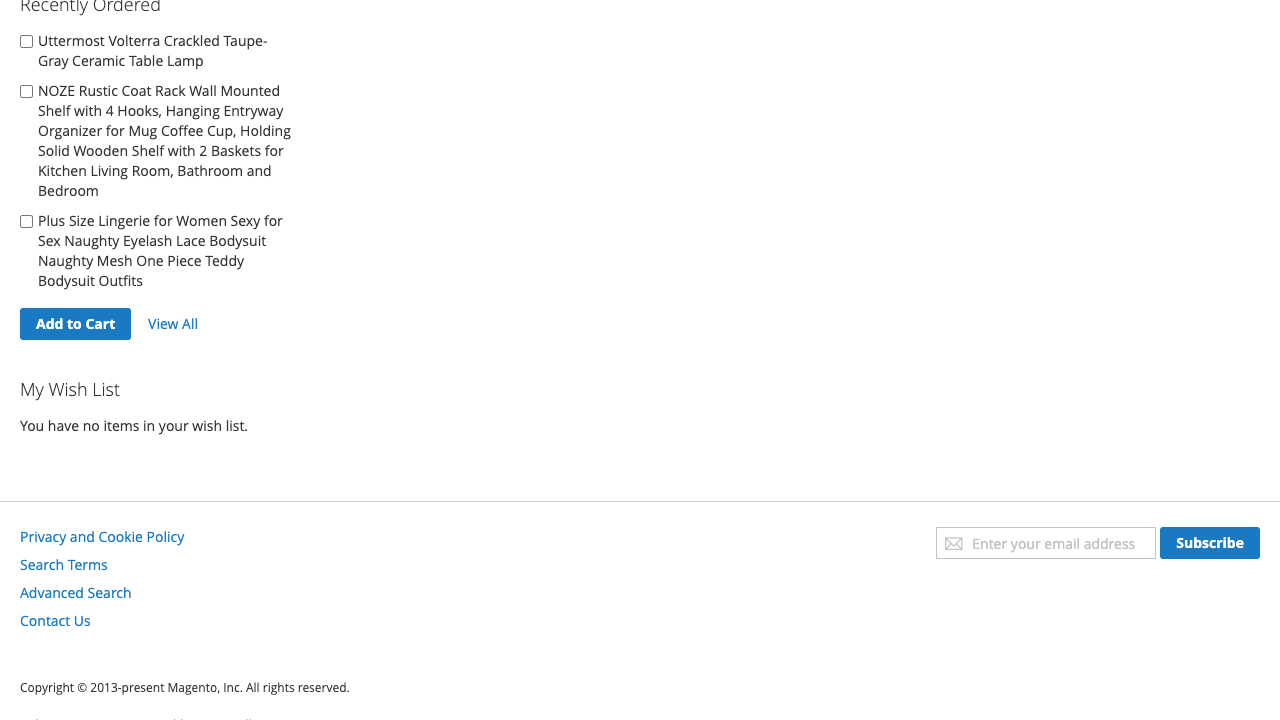 Recently Ordered
Uttermost Volterra Crackled Taupe-
Gray Ceramic Table Lamp
NOZE Rustic Coat Rack Wall Mounted
Shelf with 4 Hooks, Hanging Entryway
Organizer for Mug Coffee Cup, Holding
Solid Wooden Shelf with 2 Baskets for
Kitchen Living Room, Bathroom and
Bedroom
Plus Size Lingerie for Women Sexy for
Sex Naughty Eyelash Lace Bodysuit
Naughty Mesh One Piece Teddy
Bodysuit Outfits
Add to Cart View All
My Wish List
You have no items in your wish list.
Privacy and Cookie Policy
Search Terms
Advanced Search
Contact Us
Enter your email address Subscribe
Copyright © 2013-present Magento, Inc. All rights reserved.